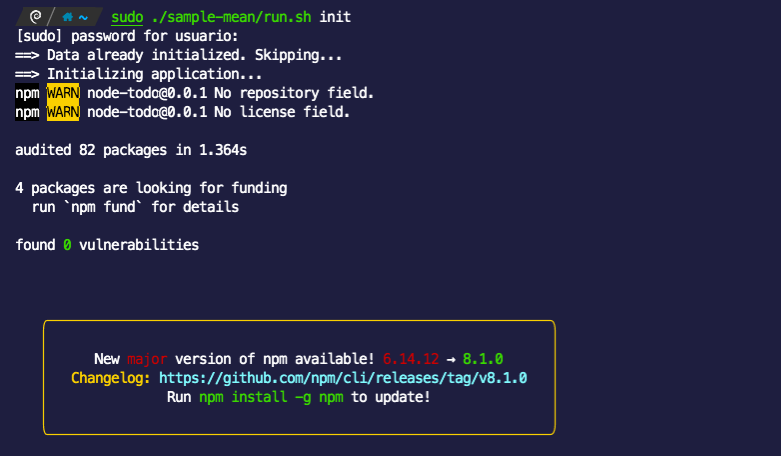 ~ sudo ./sample-mean/run.sh init
[sudo] password for usuario:
==> Data already initialized. Skipping...
==> Initializing application...
npm WARN node-todo@0.0.1 No repository field.
npm WARN node-todo@0.0.1 No license field.
audited 82 packages in 1.364s
4 packages are looking for funding
run `npm fund` for details
found 0 vulnerabilities
New major version of npm available! 6.14.12 → 8.1.0
Changelog: https://github.com/npm/cli/releases/tag/v8.1.0
Run npm install -g npm to update!